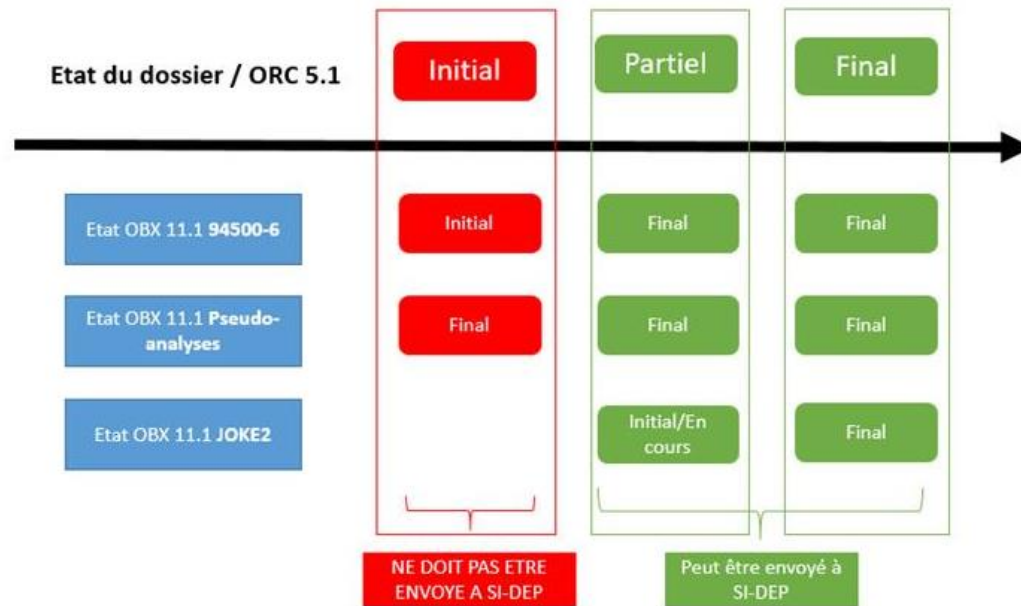 Etat du dossier / ORC 5.1
Initial
Partiel
Final
Etat OBX 11.1 94500-6
Initial
Final
Final
Etat OBX 11.1 Pseudo-
analyses
Final
Final
Final
Etat OBX 11.1 JOKE2
Initial/En
cours
Final
NE DOIT PAS ETRE
ENVOYE A SI-DEP
Peut être envoyé à
SI-DEP